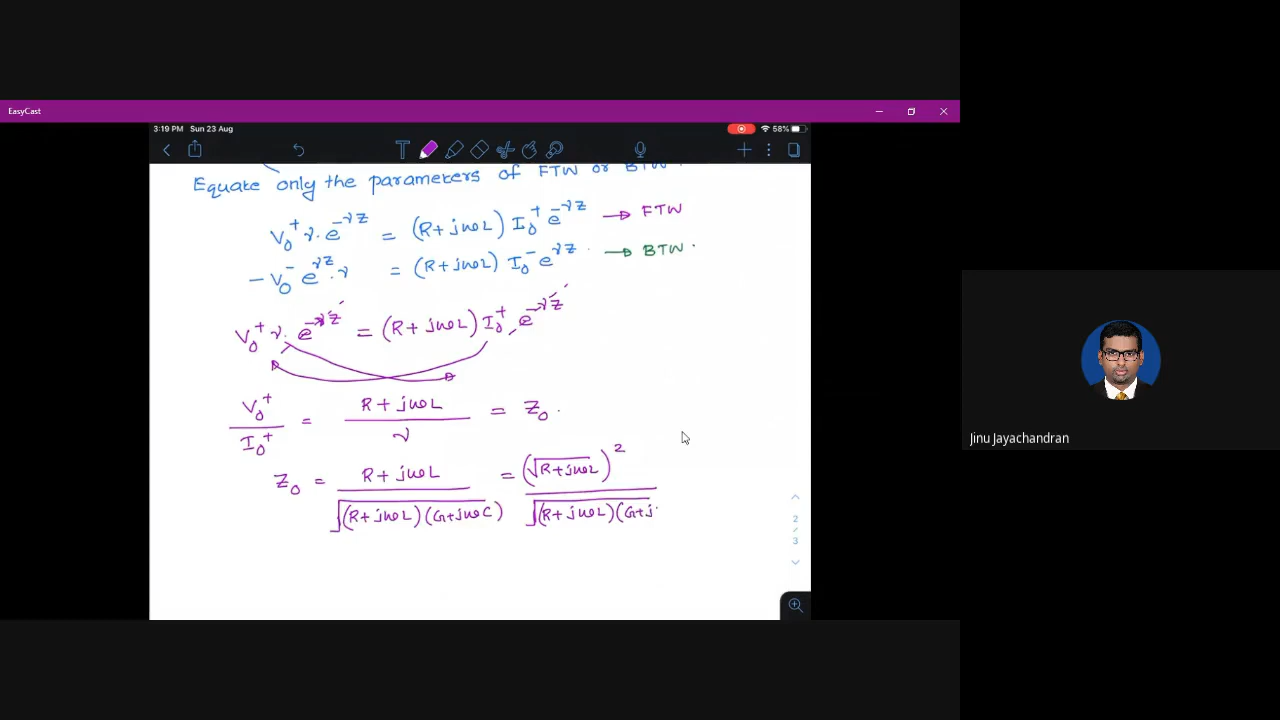 EasyCast
3:19 PM Sun 23 Aug
58%
Equate only the parameters of FTW or BTW.
V₀⁺ γ. e^{-γz} = (R+jωL) I₀⁺ e^{-γz} → FTW
-V₀⁻ e^{γz}.γ = (R+jωL) I₀⁻ e^{γz}. → BTW.
V₀⁺ γ. e^{-γz} = (R+jωL) I₀⁺ e^{-γz}
V₀⁺/I₀⁺ = (R+jωL)/γ = Z₀.
Z₀ = (R+jωL)/√((R+jωL)(G+jωC)) = (√(R+jωL))²/√((R+jωL)(G+j
2
3
Jinu Jayachandran